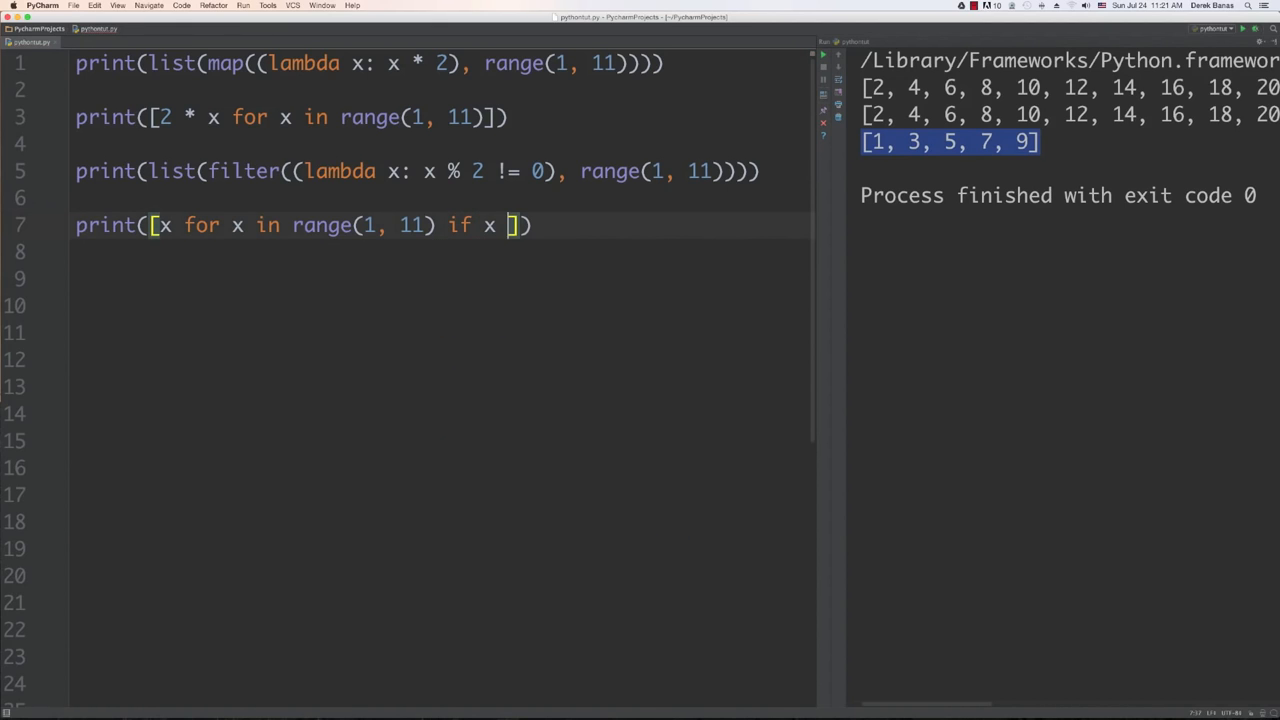 PyCharm File Edit View Navigate Code Refactor Run Tools VCS Window Help
10 Sun Jul 24 11:21 AM Derek Banas
pythontut.py - PycharmProjects - [~/PycharmProjects]
PycharmProjects pythontut.py pythontut
pythontut.py
Run: pythontut
1 print(list(map((lambda x: x * 2), range(1, 11))))
2
3 print([2 * x for x in range(1, 11)])
4
5 print(list(filter((lambda x: x % 2 != 0), range(1, 11))))
6
7 print([x for x in range(1, 11) if x ])
8
9
10
11
12
13
14
15
16
17
18
19
20
21
22
23
24
/Library/Frameworks/Python.framewor
[2, 4, 6, 8, 10, 12, 14, 16, 18, 20
[2, 4, 6, 8, 10, 12, 14, 16, 18, 20
[1, 3, 5, 7, 9]
Process finished with exit code 0
7:37 LF≑ UTF-8≑